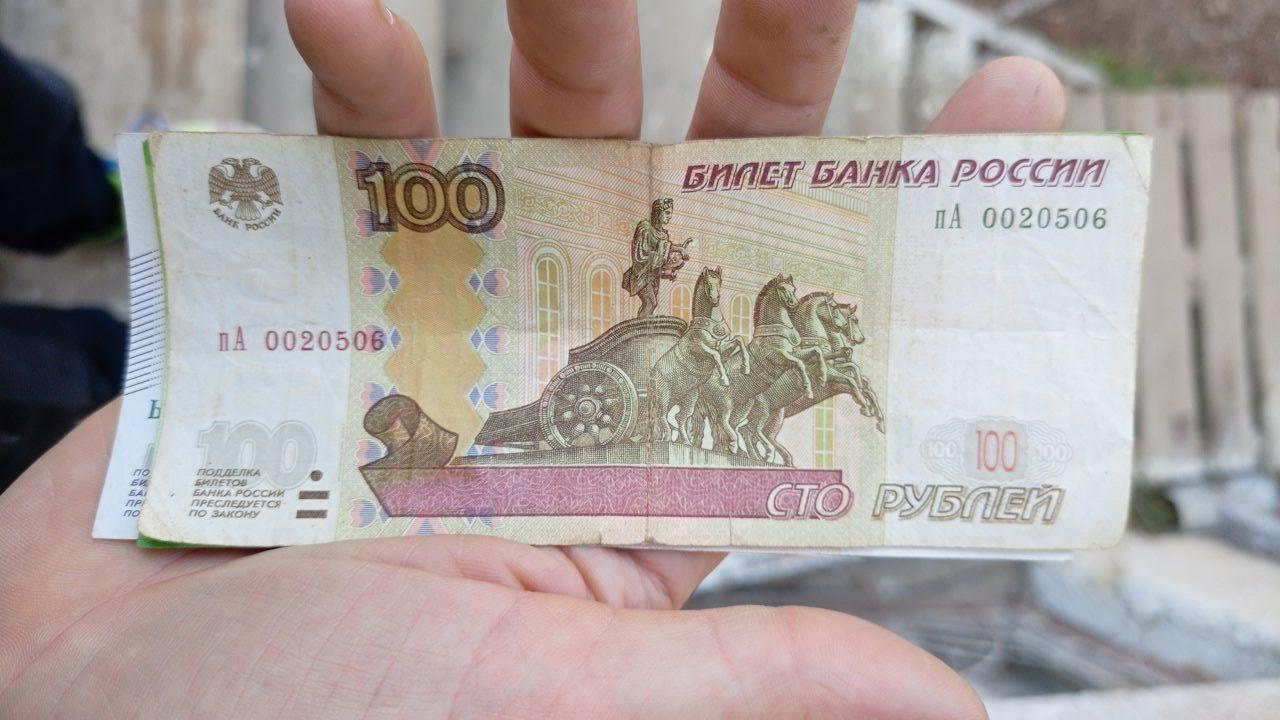 100
БИЛЕТ БАНКА РОССИИ
пА 0020506
БАНК РОССИИ
пА 0020506
100
100 100 100
ПОДДЕЛКА
БИЛЕТОВ
БАНКА РОССИИ
ПРЕСЛЕДУЕТСЯ
ПО ЗАКОНУ
СТО РУБЛЕЙ